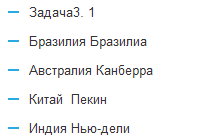 Задача3. 1
Бразилия Бразилиа
Австралия Канберра
Китай  Пекин
Индия Нью-дели